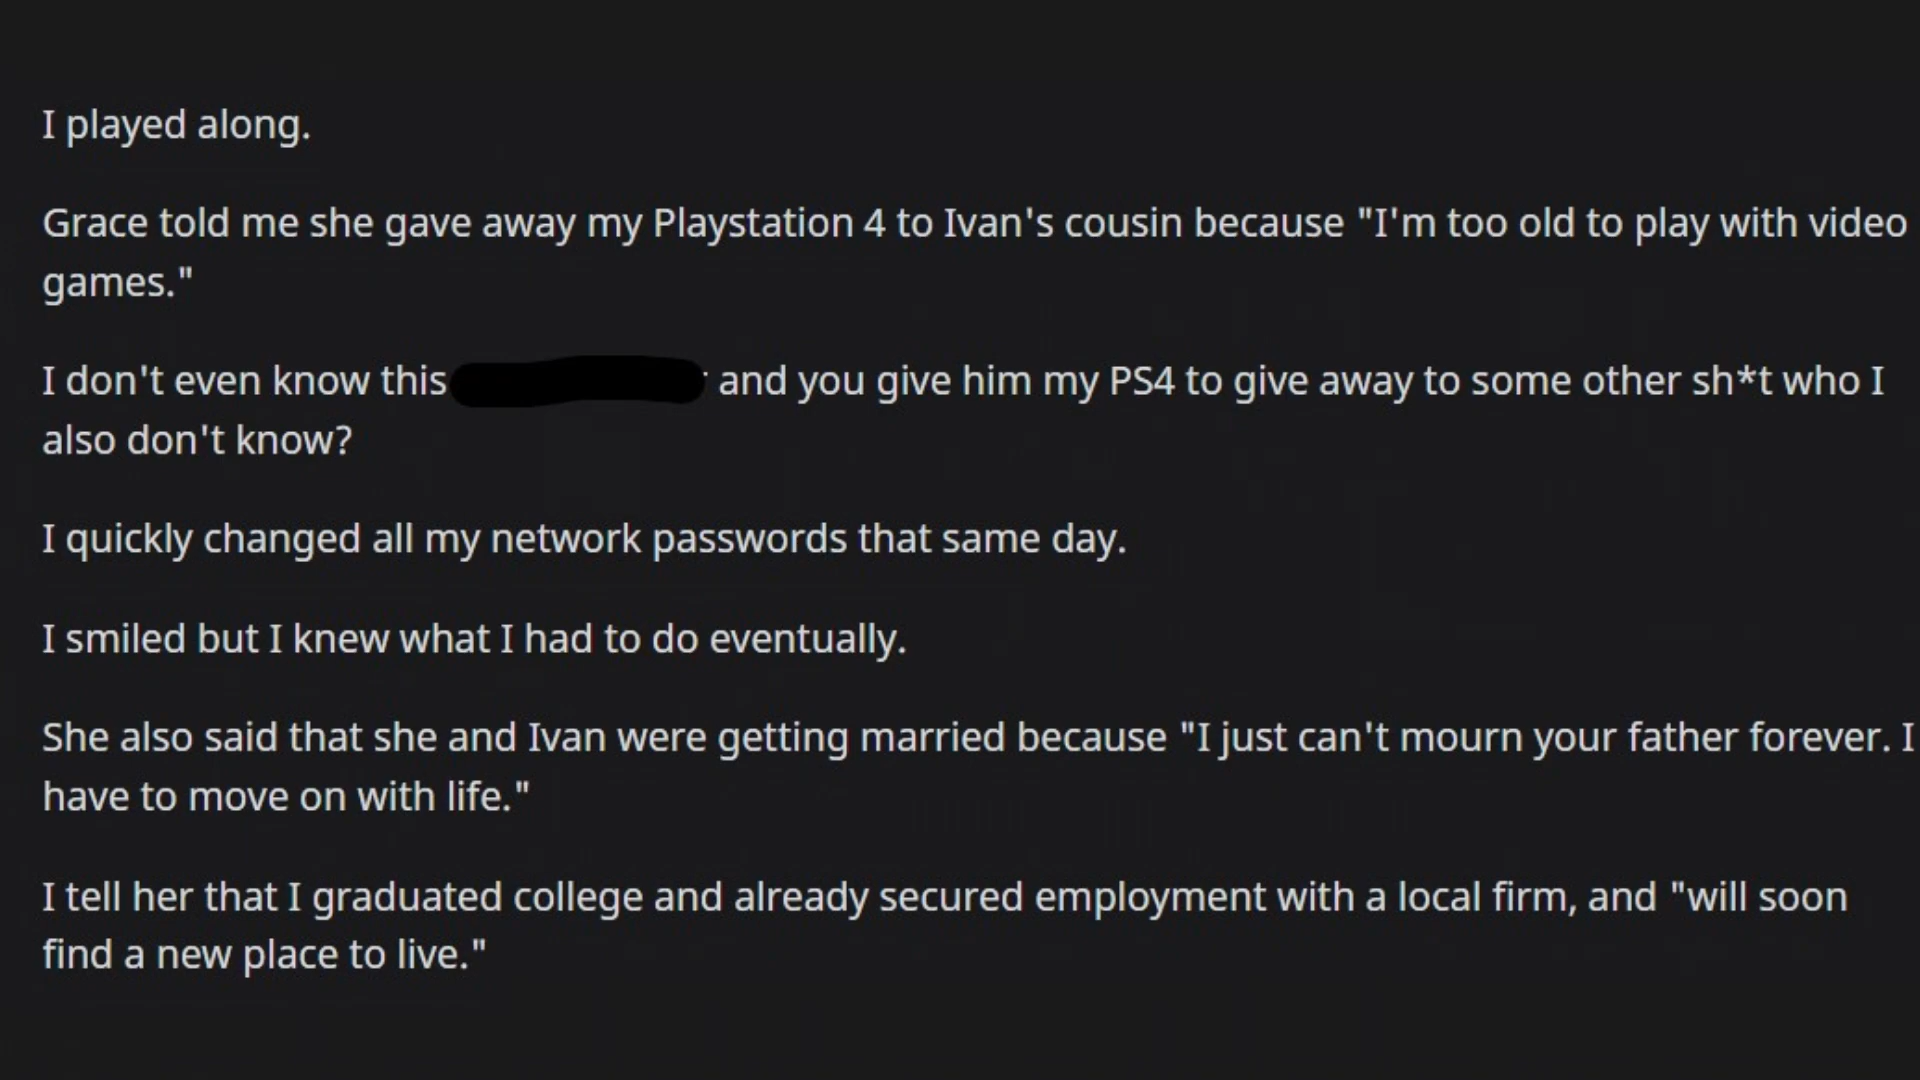 I played along.
Grace told me she gave away my Playstation 4 to Ivan's cousin because "I'm too old to play with video
games."
I don't even know this and you give him my PS4 to give away to some other sh*t who I
also don't know?
I quickly changed all my network passwords that same day.
I smiled but I knew what I had to do eventually.
She also said that she and Ivan were getting married because "I just can't mourn your father forever. I
have to move on with life."
I tell her that I graduated college and already secured employment with a local firm, and "will soon
find a new place to live."